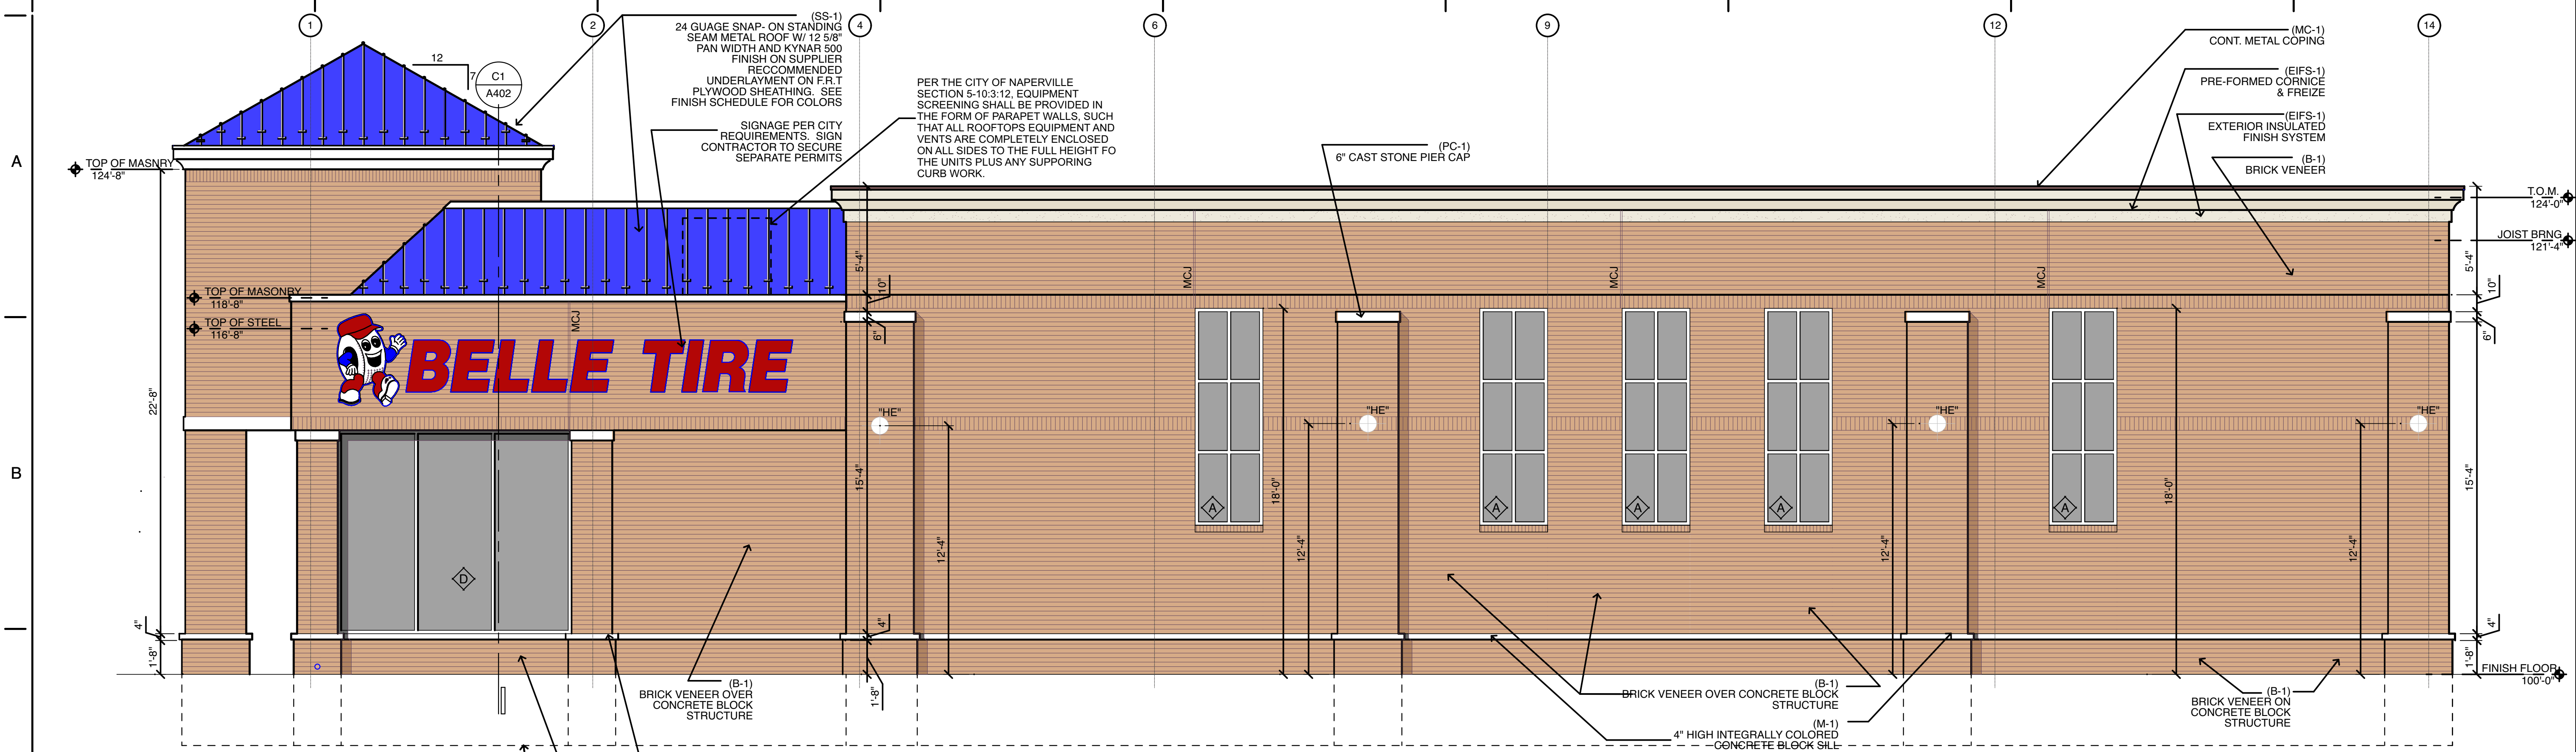 1
2
4
6
9
12
14
A
B
(SS-1)
24 GUAGE SNAP- ON STANDING
SEAM METAL ROOF W/ 12 5/8"
PAN WIDTH AND KYNAR 500
FINISH ON SUPPLIER
RECCOMMENDED
UNDERLAYMENT ON F.R.T
PLYWOOD SHEATHING.  SEE
FINISH SCHEDULE FOR COLORS
SIGNAGE PER CITY
REQUIREMENTS.  SIGN
CONTRACTOR TO SECURE
SEPARATE PERMITS
PER THE CITY OF NAPERVILLE
SECTION 5-10:3:12, EQUIPMENT
SCREENING SHALL BE PROVIDED IN
THE FORM OF PARAPET WALLS, SUCH
THAT ALL ROOFTOPS EQUIPMENT AND
VENTS ARE COMPLETELY ENCLOSED
ON ALL SIDES TO THE FULL HEIGHT FO
THE UNITS PLUS ANY SUPPORING
CURB WORK.
(PC-1)
6" CAST STONE PIER CAP
(MC-1)
CONT. METAL COPING
(EIFS-1)
PRE-FORMED CORNICE
& FREIZE
(EIFS-1)
EXTERIOR INSULATED
FINISH SYSTEM
(B-1)
BRICK VENEER
12
7
C1
A402
TOP OF MASNRY
124'-8"
TOP OF MASONRY
118'-8"
TOP OF STEEL
116'-8"
T.O.M.
124'-0"
JOIST BRNG
121'-4"
FINISH FLOOR
100'-0"
BELLE TIRE
MCJ
MCJ
MCJ
MCJ
"HE"
"HE"
"HE"
"HE"
22'-8"
4"
1'-8"
5'-4"
10"
6"
15'-4"
4"
1'-8"
12'-4"
18'-0"
12'-4"
12'-4"
18'-0"
12'-4"
5'-4"
10"
6"
15'-4"
4"
1'-8"
D
A
A
A
A
A
(B-1)
BRICK VENEER OVER
CONCRETE BLOCK
STRUCTURE
(B-1)
BRICK VENEER OVER CONCRETE BLOCK
STRUCTURE
(M-1)
4" HIGH INTEGRALLY COLORED
CONCRETE BLOCK SILL
(B-1)
BRICK VENEER ON
CONCRETE BLOCK
STRUCTURE